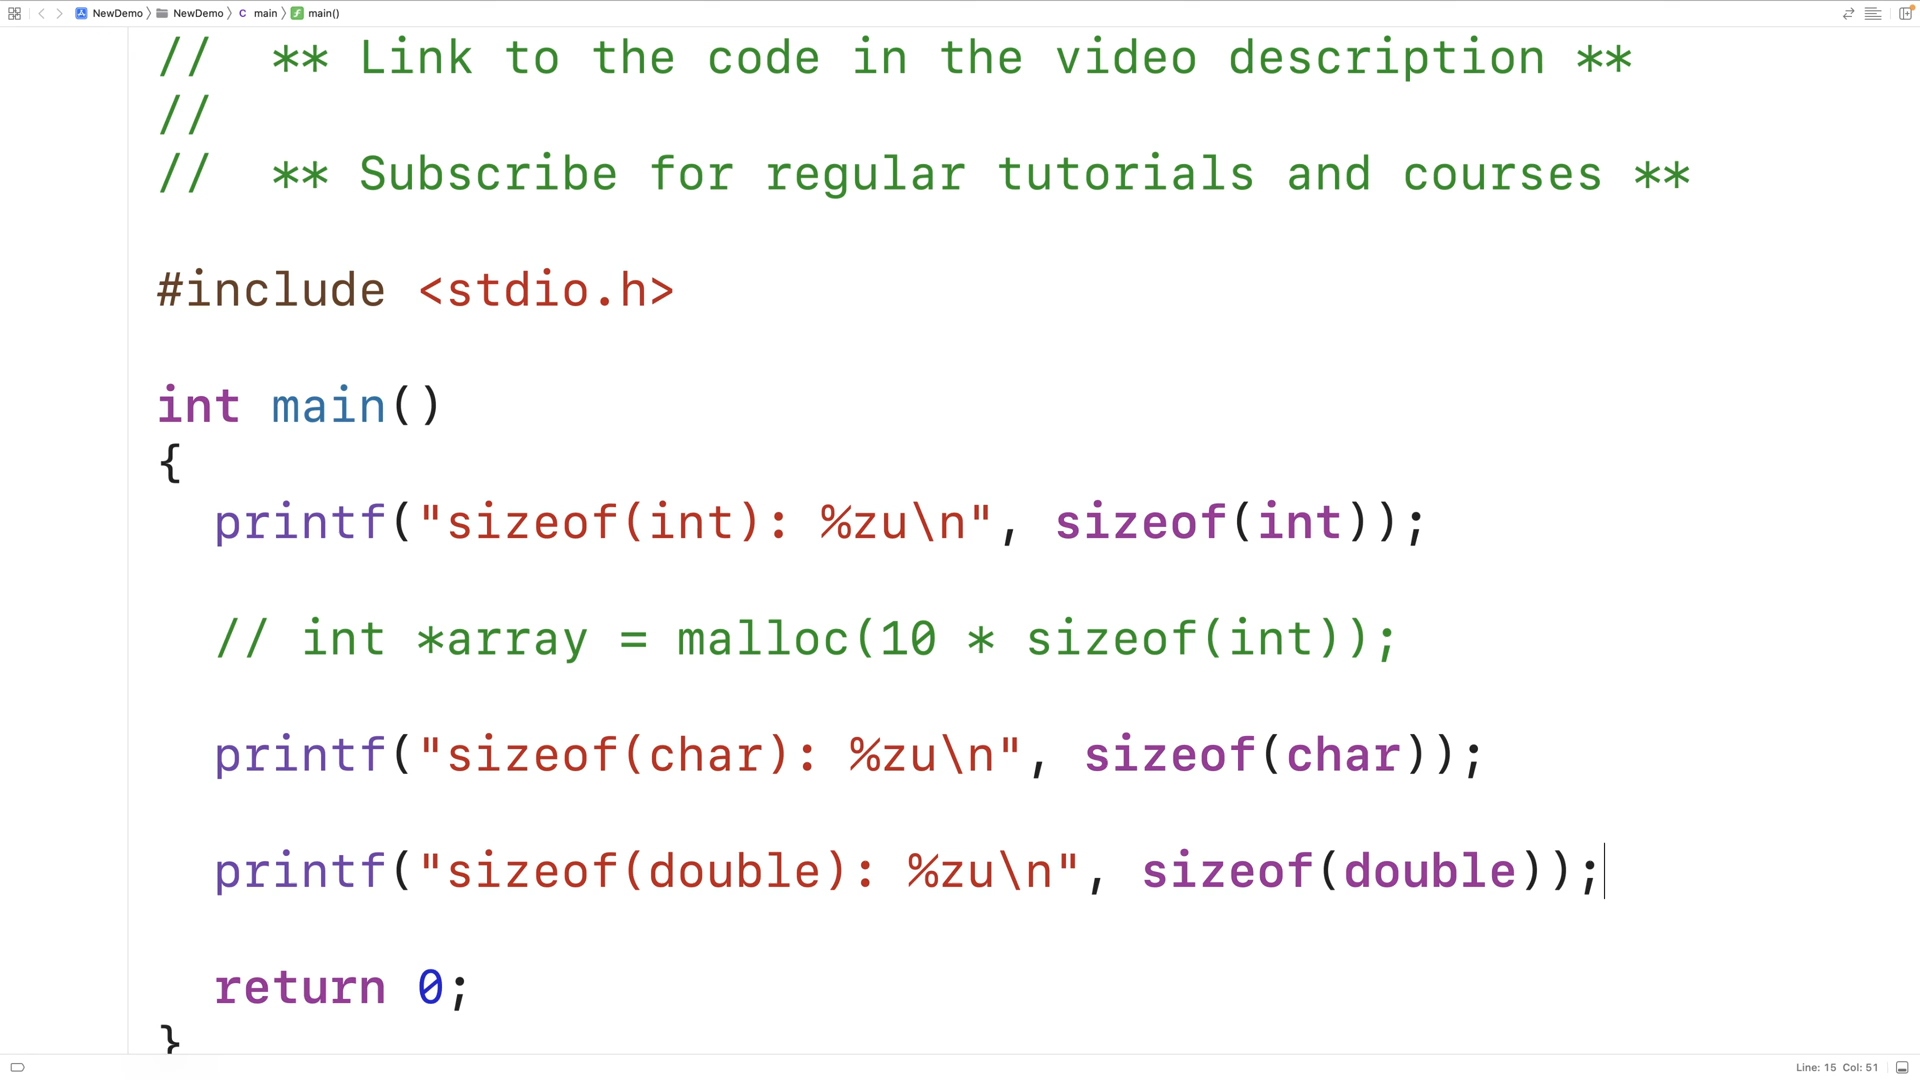 NewDemo NewDemo C main f main()
// ** Link to the code in the video description **
//
// ** Subscribe for regular tutorials and courses **
#include <stdio.h>
int main()
{
printf("sizeof(int): %zu\n", sizeof(int));
// int *array = malloc(10 * sizeof(int));
printf("sizeof(char): %zu\n", sizeof(char));
printf("sizeof(double): %zu\n", sizeof(double));
return 0;
}
Line: 15 Col: 51